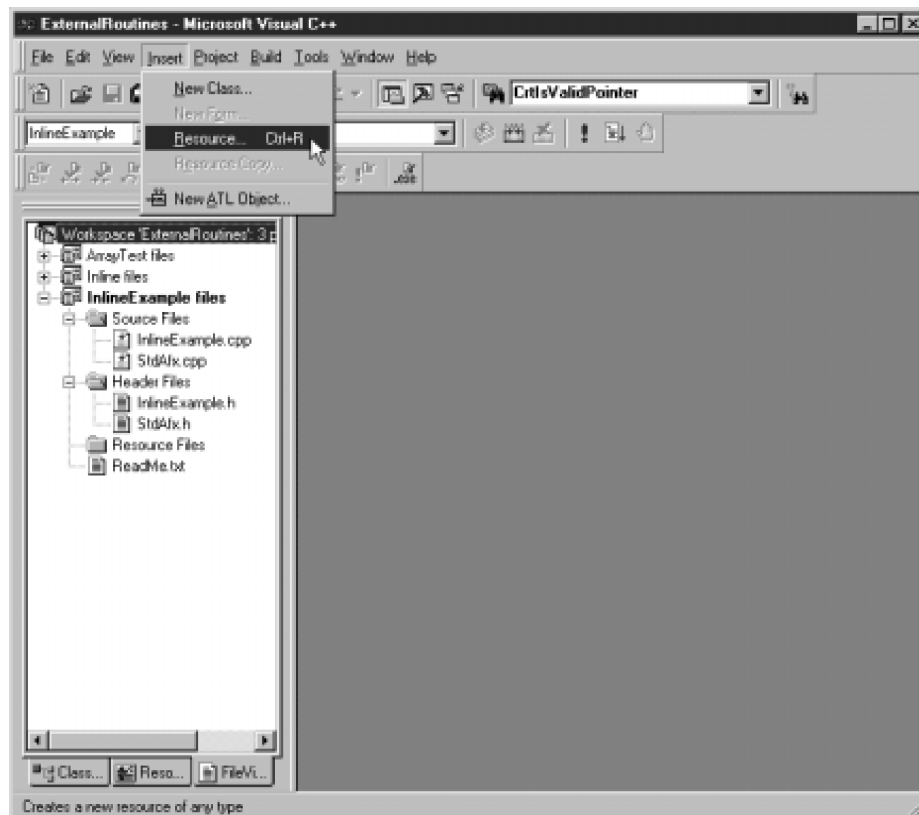 ExternalRoutines - Microsoft Visual C++
File Edit View Insert Project Build Tools Window Help
New Class...
CrtIsValidPointer
New Form...
InlineExample
Resource... Ctrl+R
Resource Copy...
.exe
New ATL Object...
Workspace 'ExternalRoutines': 3 p
ArrayTest files
Inline files
InlineExample files
Source Files
InlineExample.cpp
StdAfx.cpp
Header Files
InlineExample.h
StdAfx.h
Resource Files
ReadMe.txt
Class... Reso... FileVi...
Creates a new resource of any type